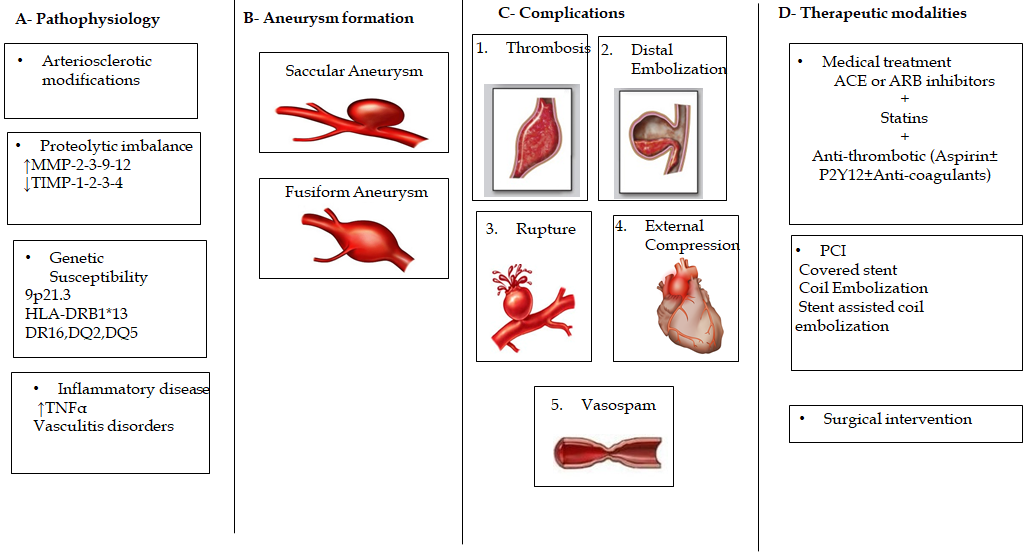 A- Pathophysiology
• Arteriosclerotic
modifications
• Proteolytic imbalance
↑MMP-2-3-9-12
↓TIMP-1-2-3-4
• Genetic
Susceptibility
9p21.3
HLA-DRB1*13
DR16,DQ2,DQ5
• Inflammatory disease
↑TNFα
Vasculitis disorders
B- Aneurysm formation
Saccular Aneurysm
Fusiform Aneurysm
C- Complications
1. Thrombosis
2. Distal
Embolization
3. Rupture
4. External
Compression
5. Vasospam
D- Therapeutic modalities
• Medical treatment
ACE or ARB inhibitors
+
Statins
+
Anti-thrombotic (Aspirin±
P2Y12±Anti-coagulants)
• PCI
Covered stent
Coil Embolization
Stent assisted coil
embolization
• Surgical intervention